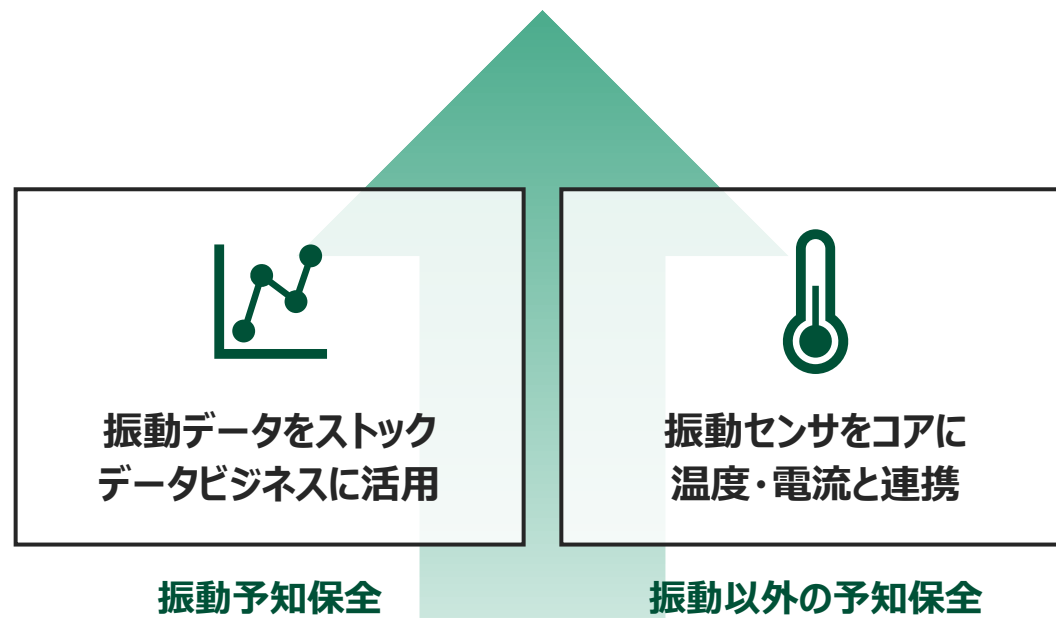 振動データをストック
データビジネスに活用
振動予知保全
振動センサをコアに
温度・電流と連携
振動以外の予知保全